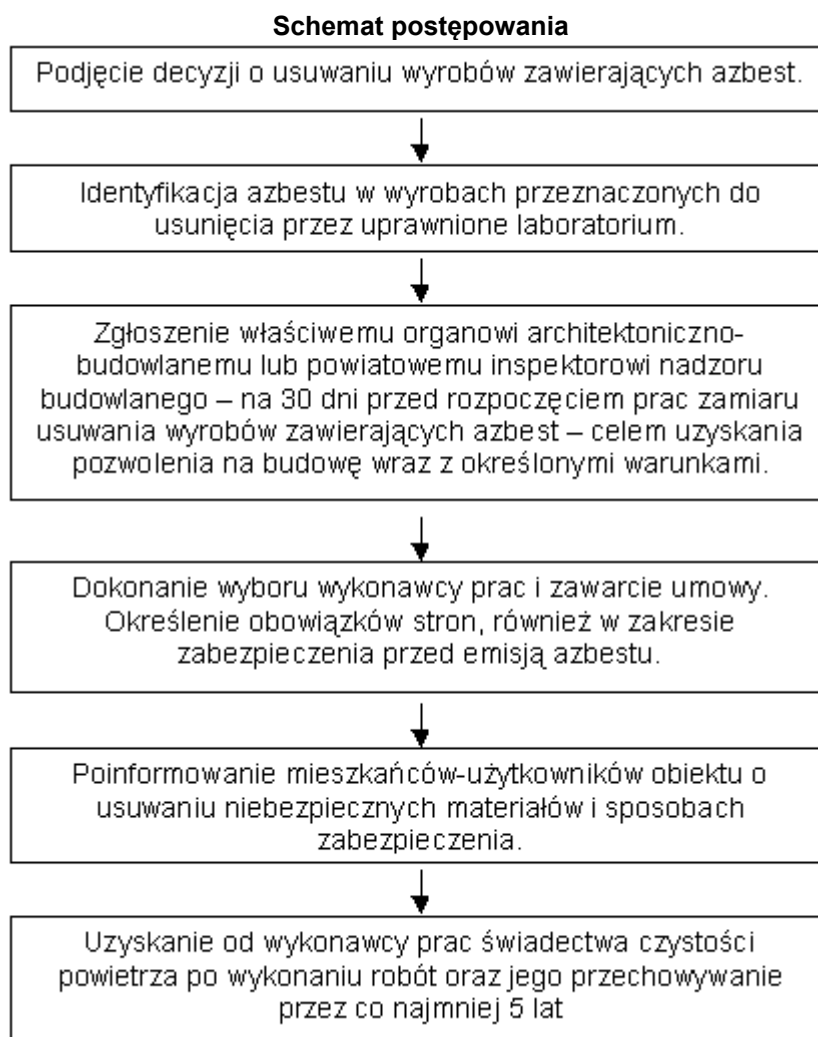 Schemat postępowania
Podjęcie decyzji o usuwaniu wyrobów zawierających azbest.
Identyfikacja azbestu w wyrobach przeznaczonych do
usunięcia przez uprawnione laboratorium.
Zgłoszenie właściwemu organowi architektoniczno-
budowlanemu lub powiatowemu inspektorowi nadzoru
budowlanego – na 30 dni przed rozpoczęciem prac zamiaru
usuwania wyrobów zawierających azbest – celem uzyskania
pozwolenia na budowę wraz z określonymi warunkami.
Dokonanie wyboru wykonawcy prac i zawarcie umowy.
Określenie obowiązków stron, również w zakresie
zabezpieczenia przed emisją azbestu.
Poinformowanie mieszkańców-użytkowników obiektu o
usuwaniu niebezpiecznych materiałów i sposobach
zabezpieczenia.
Uzyskanie od wykonawcy prac świadectwa czystości
powietrza po wykonaniu robót oraz jego przechowywanie
przez co najmniej 5 lat